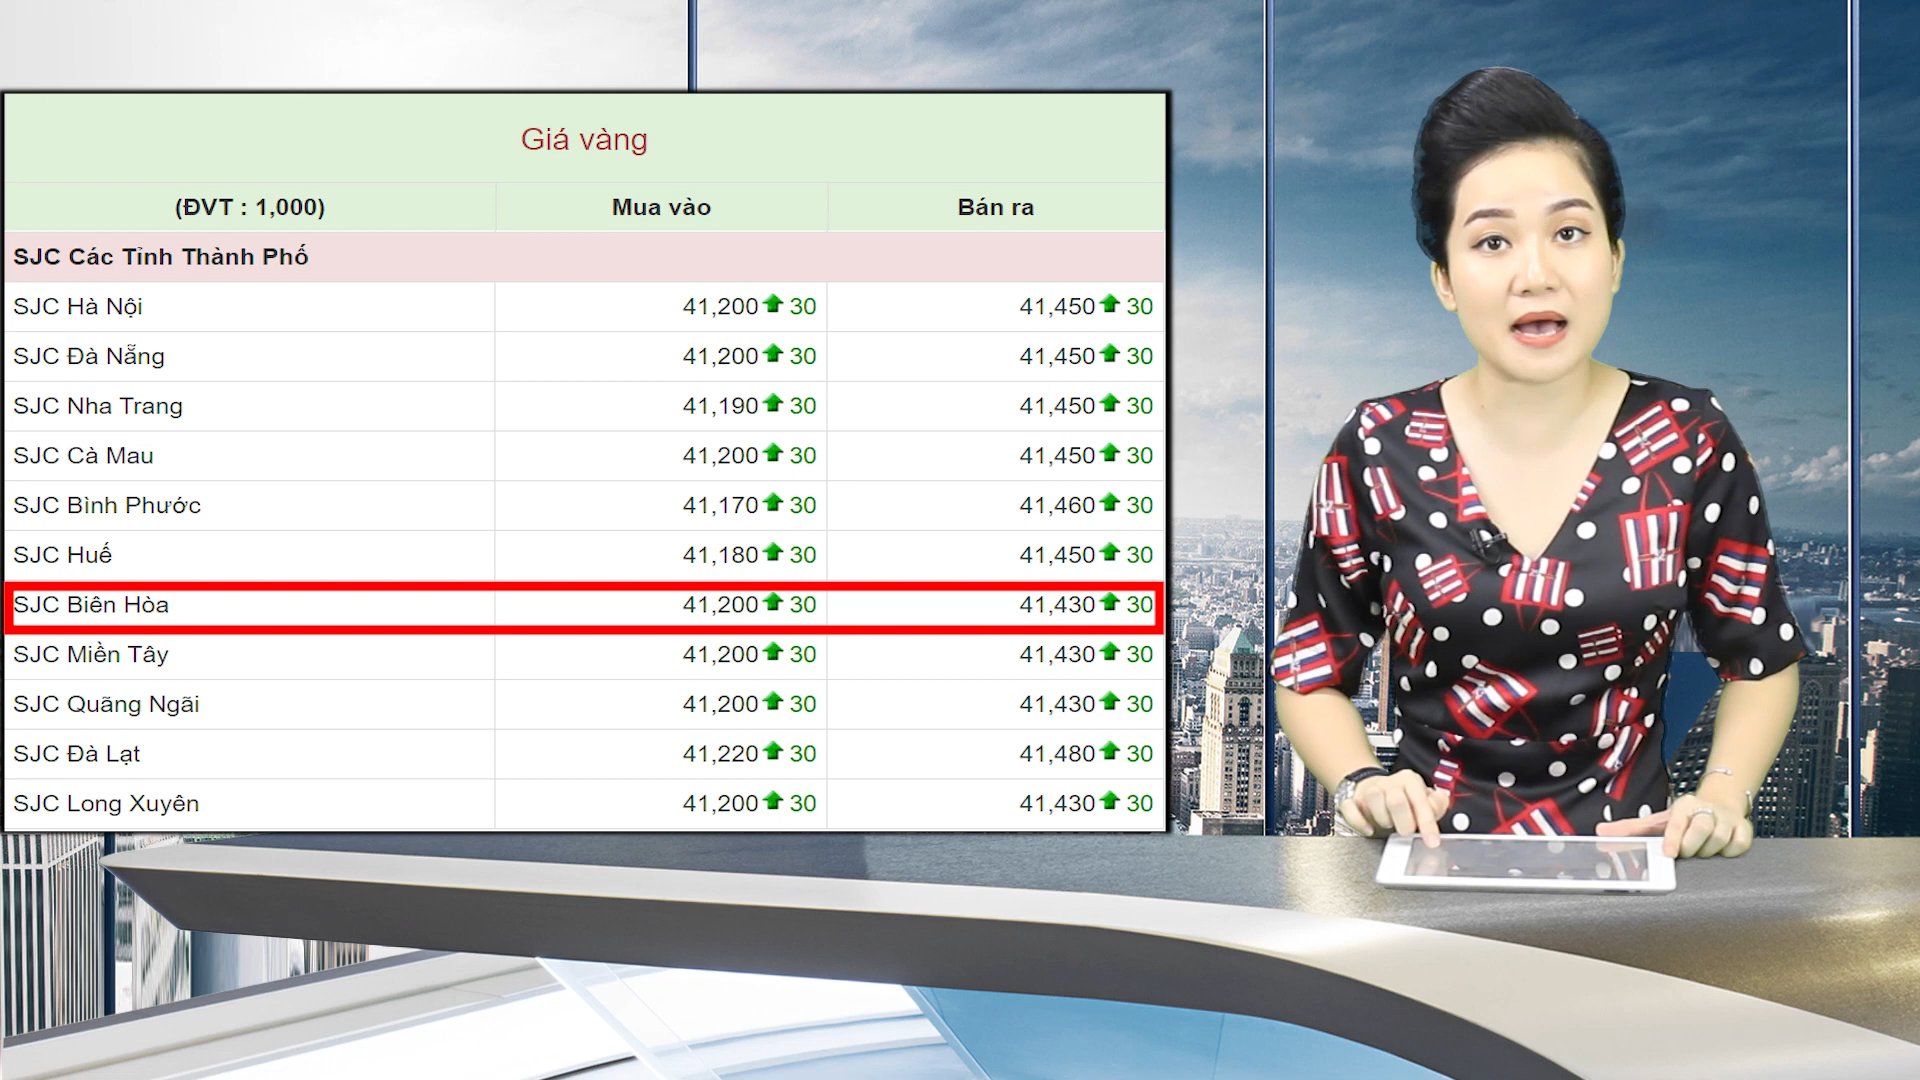 Giá vàng
(ĐVT : 1,000) Mua vào Bán ra
SJC Các Tỉnh Thành Phố
SJC Hà Nội 41,200 30 41,450 30
SJC Đà Nẵng 41,200 30 41,450 30
SJC Nha Trang 41,190 30 41,450 30
SJC Cà Mau 41,200 30 41,450 30
SJC Bình Phước 41,170 30 41,460 30
SJC Huế 41,180 30 41,450 30
SJC Biên Hòa 41,200 30 41,430 30
SJC Miền Tây 41,200 30 41,430 30
SJC Quãng Ngãi 41,200 30 41,430 30
SJC Đà Lạt 41,220 30 41,480 30
SJC Long Xuyên 41,200 30 41,430 30